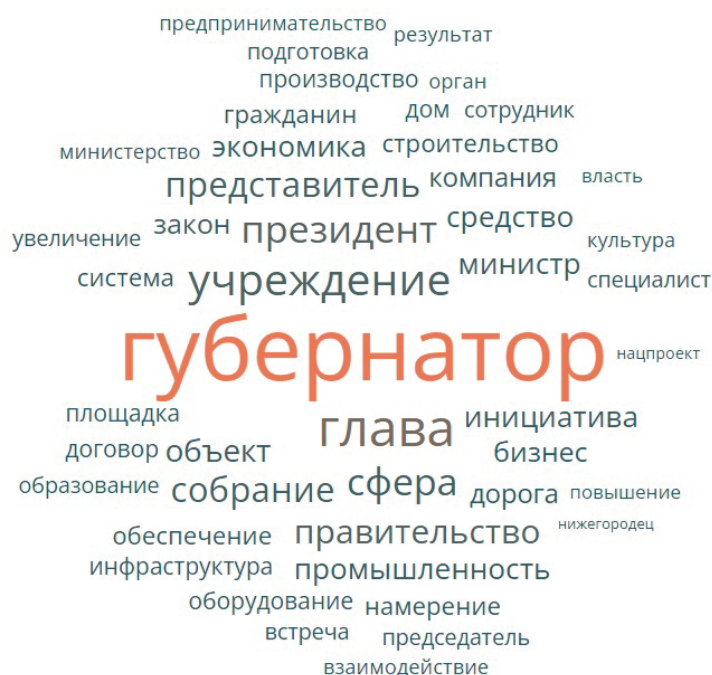 предпринимательство
результат
подготовка
производство орган
гражданин дом сотрудник
министерство экономика строительство
представитель компания власть
увеличение закон президент средство культура
система учреждение министр специалист
губернатор нацпроект
площадка глава инициатива
договор объект бизнес
образование собрание сфера дорога повышение
обеспечение правительство нижегородец
инфраструктура промышленность
оборудование намерение
встреча председатель
взаимодействие